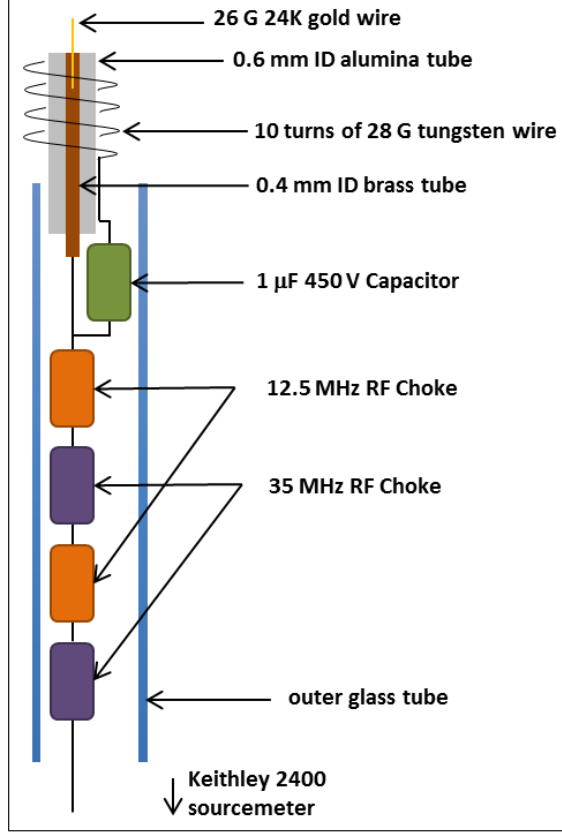 26 G 24K gold wire
0.6 mm ID alumina tube
10 turns of 28 G tungsten wire
0.4 mm ID brass tube
1 μF 450 V Capacitor
12.5 MHz RF Choke
35 MHz RF Choke
outer glass tube
Keithley 2400
sourcemeter